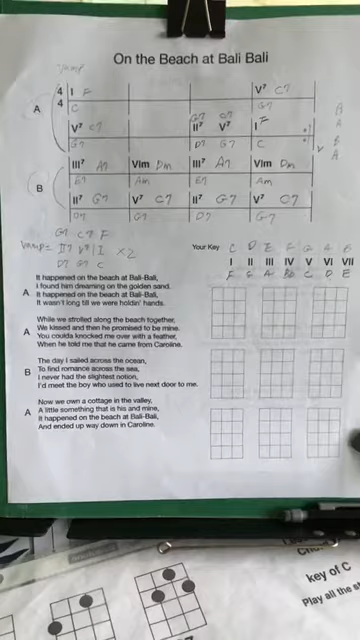 On the Beach at Bali Bali
vamp
4 I F V⁷ C7
4 C G7
A
V⁷ C7 II⁷ V⁷ I F
G7 D7 G7 C
III⁷ A7 Vim Dm III⁷ A7 Vim Dm
E7 Am E7 Am
B
II⁷ G7 V⁷ C7 II⁷ G7 V⁷ C7
D7 G7 D7 G7
A
A
B
A
G7 C7 F
Vamp = II7 V7 I x2
D7 G7 C
Your Key C D E F G A B
I II III IV V VI VII
F G A Bb C D E
It happened on the beach at Bali-Bali,
I found him dreaming on the golden sand.
A It happened on the beach at Bali-Bali,
It wasn't long till we were holdin' hands.
While we strolled along the beach together,
A We kissed and then he promised to be mine.
You coulda knocked me over with a feather,
When he told me that he came from Caroline.
The day I sailed across the ocean,
B To find romance across the sea,
I never had the slightest notion,
I'd meet the boy who used to live next door to me.
Now we own a cottage in the valley,
A A little something that is his and mine,
It happened on the beach at Bali-Bali,
And ended up way down in Caroline.
key of C
Play all the